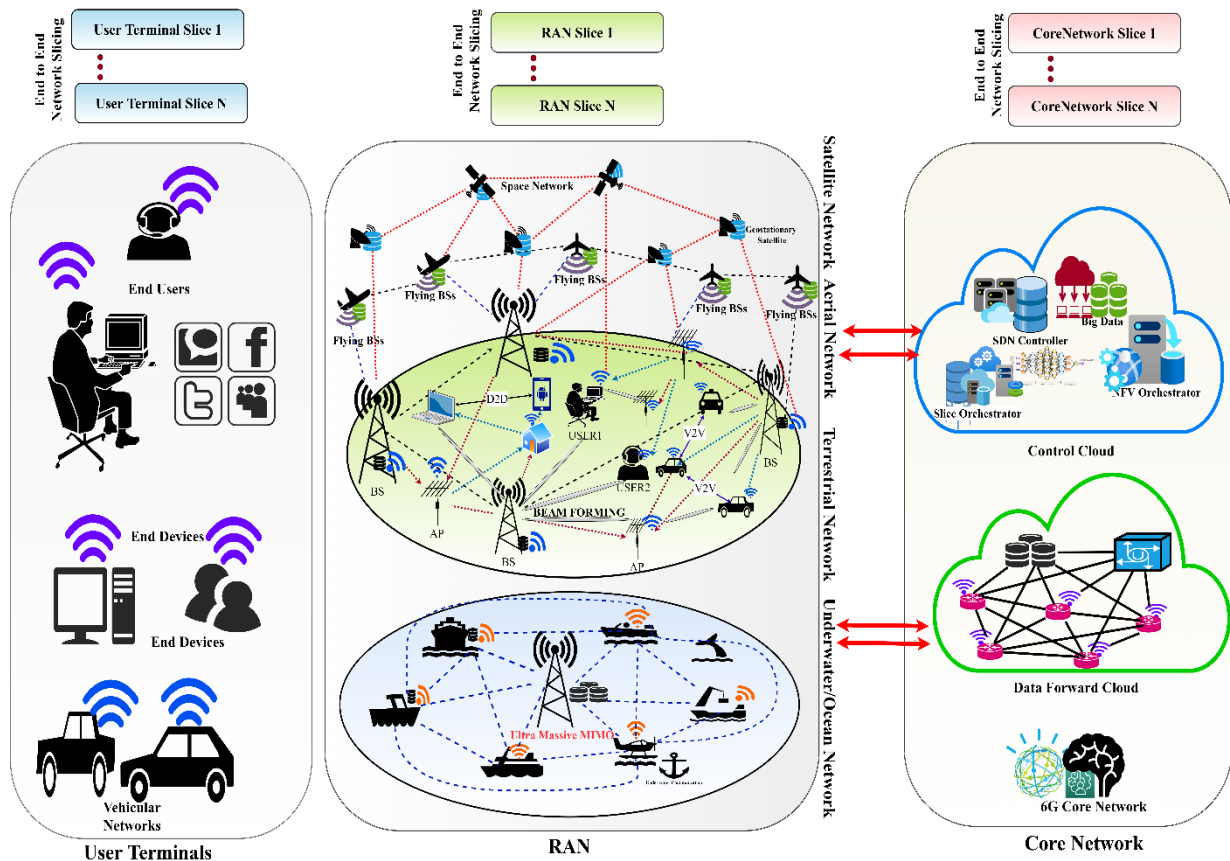 End to End
Network Slicing
User Terminal Slice 1
User Terminal Slice N
End to End
Network Slicing
RAN Slice 1
RAN Slice N
End to End
Network Slicing
CoreNetwork Slice 1
CoreNetwork Slice N
End Users
End Devices
End Devices
Vehicular
Networks
User Terminals
Space Network
Geostationary
Satellite
Flying BSs
Flying BSs
Flying BSs
Flying BSs
Flying BSs
D2D
USER1
V2V
BS
USER2
V2V
BS
BEAM FORMING
AP
BS
AP
Ultra Massive MIMO
RAN
Satellite Network
Aerial Network
Terrestrial Network
Underwater/Ocean Network
Big Data
SDN Controller
Slice Orchestrator
NFV Orchestrator
Control Cloud
Data Forward Cloud
6G Core Network
Core Network